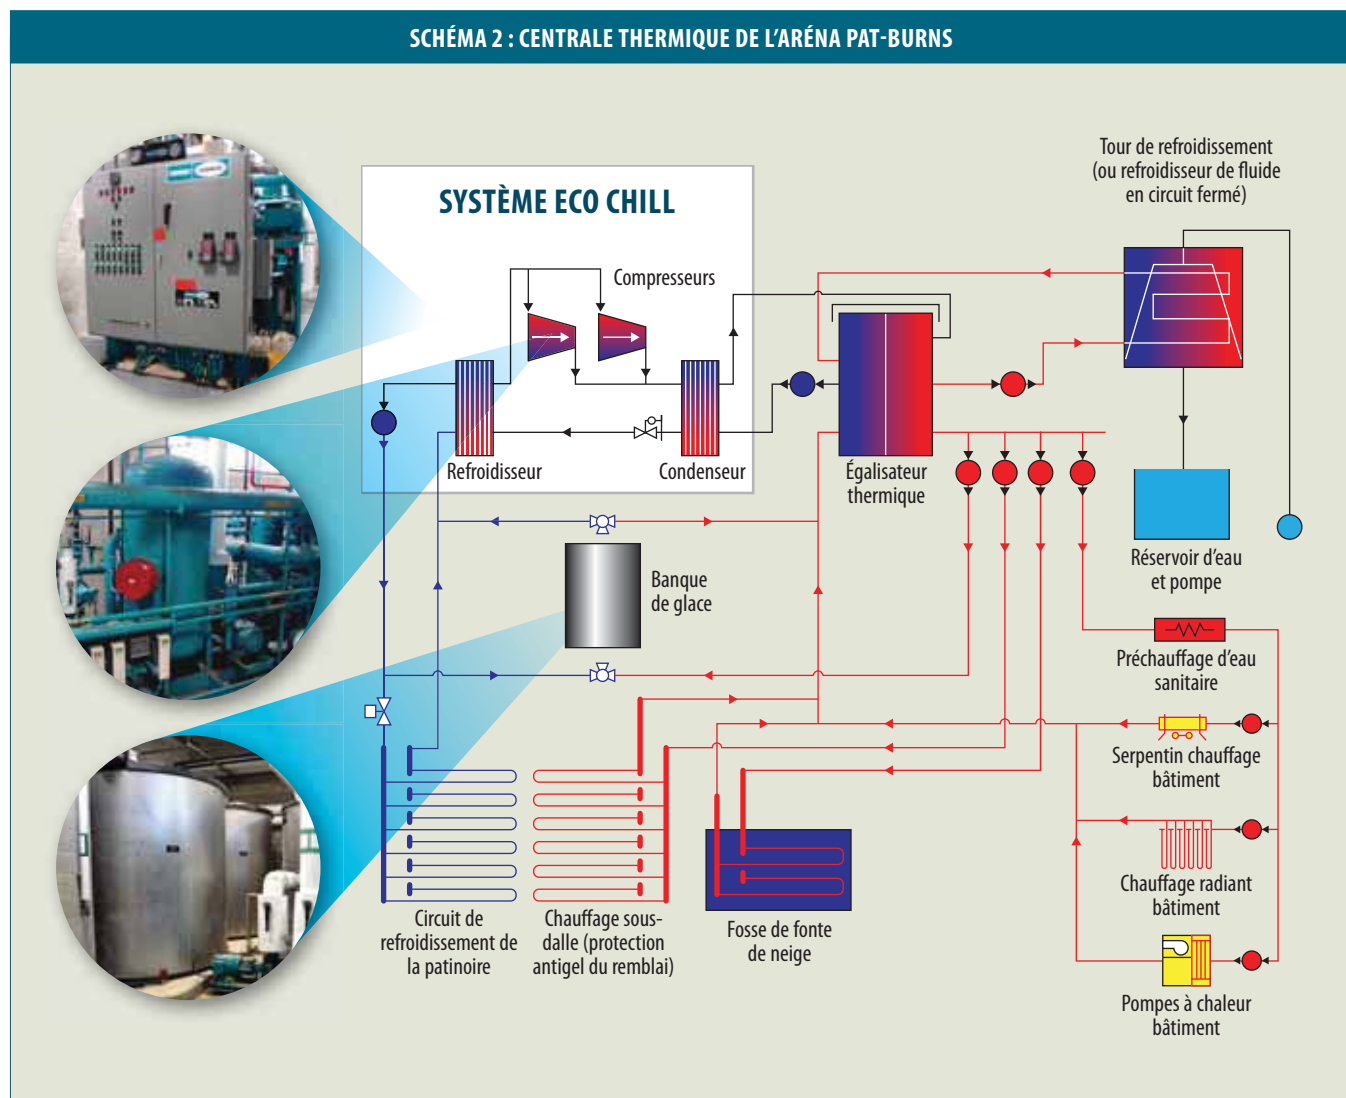 SCHÉMA 2 : CENTRALE THERMIQUE DE L'ARÉNA PAT-BURNS
Tour de refroidissement
(ou refroidisseur de fluide
en circuit fermé)
SYSTÈME ECO CHILL
Compresseurs
Refroidisseur
Condenseur
Égalisateur
thermique
Réservoir d'eau
et pompe
Banque
de glace
Préchauffage d'eau
sanitaire
Serpentin chauffage
bâtiment
Chauffage radiant
bâtiment
Circuit de
refroidissement de
la patinoire
Chauffage sous-
dalle (protection
antigel du remblai)
Fosse de fonte
de neige
Pompes à chaleur
bâtiment